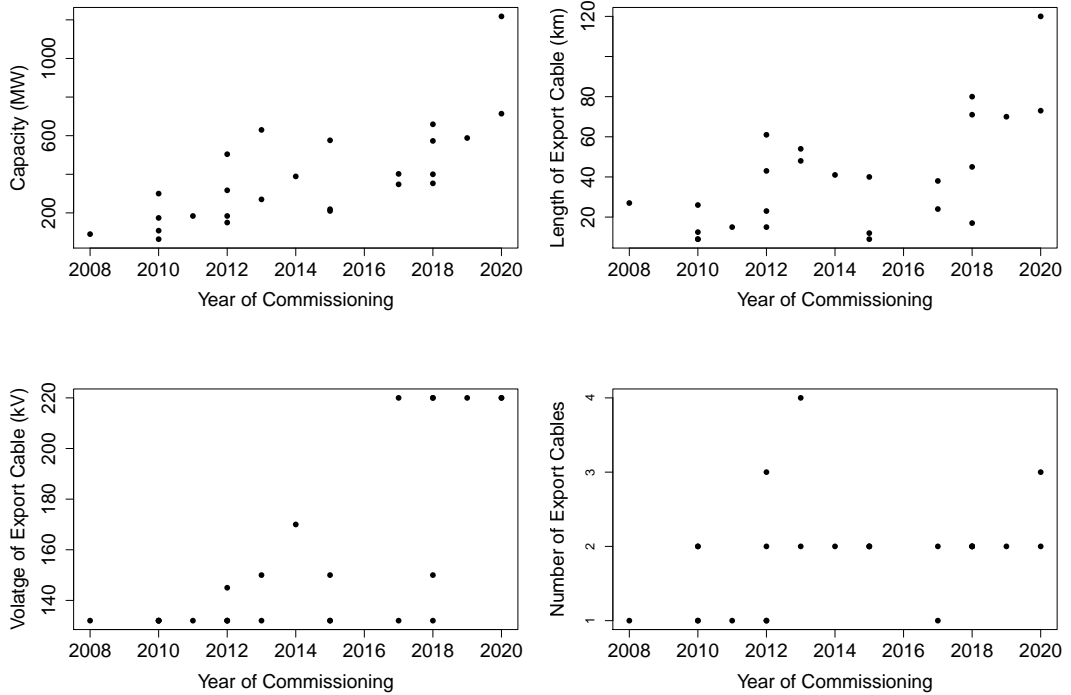 Capacity (MW)
200
600
1000
2008 2010 2012 2014 2016 2018 2020
Year of Commissioning
Length of Export Cable (km)
20
40
60
80
120
2008 2010 2012 2014 2016 2018 2020
Year of Commissioning
Volatge of Export Cable (kV)
140
160
180
200
220
2008 2010 2012 2014 2016 2018 2020
Year of Commissioning
Number of Export Cables
1
2
3
4
2008 2010 2012 2014 2016 2018 2020
Year of Commissioning